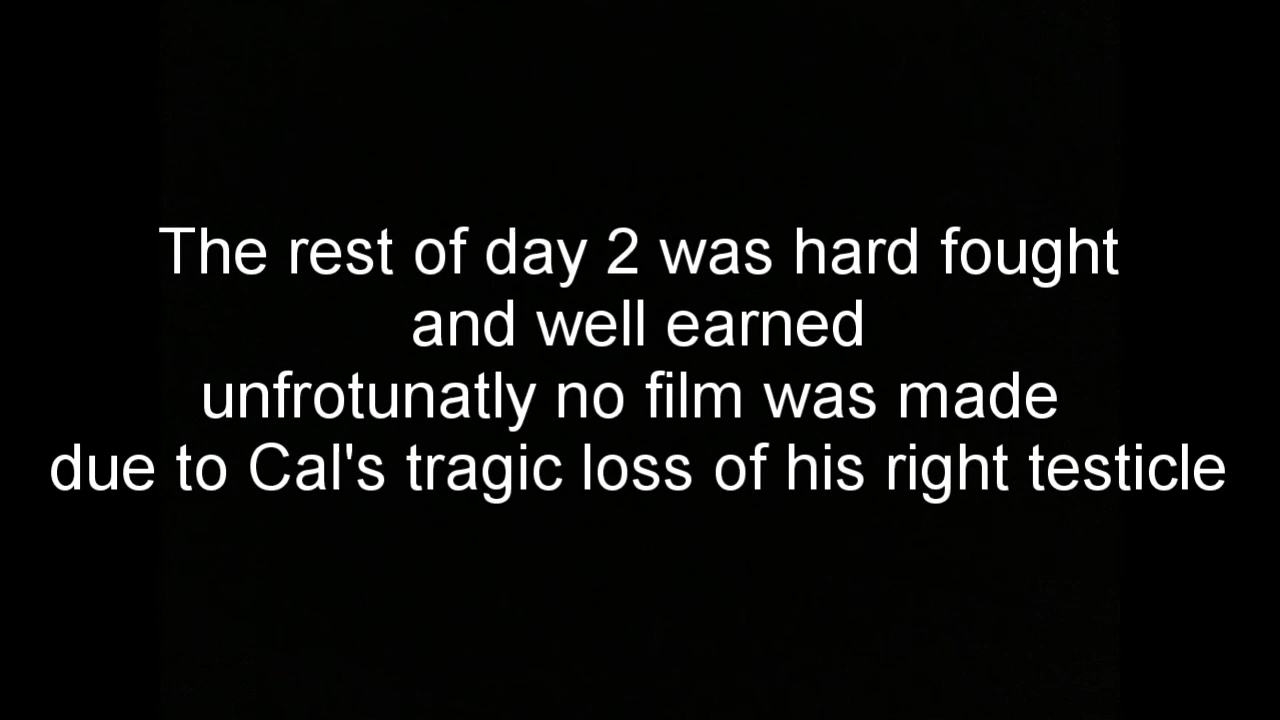 The rest of day 2 was hard fought
and well earned
unfrotunatly no film was made
due to Cal's tragic loss of his right testicle